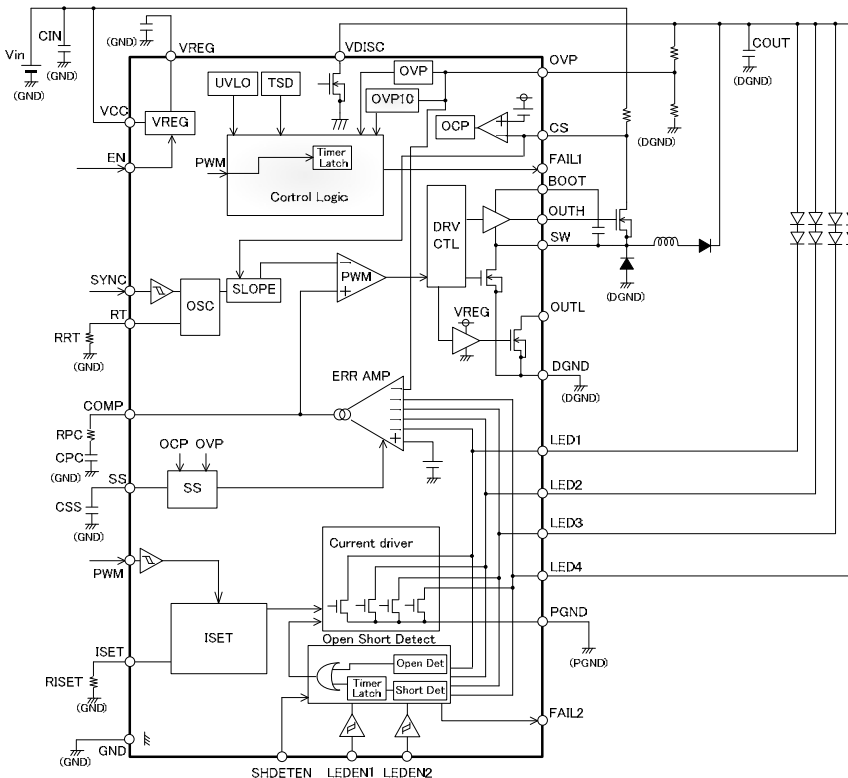 CIN
(GND)
VREG
VDISC
COUT
OVP
Vin
(GND)
(GND)
(DGND)
UVLO
TSD
OVP
OVP10
VCC
VREG
OCP
CS
(DGND)
EN
PWM
Timer
Latch
Cortrol Logic
FAIL1
BOOT
DRV
CTL
OUTH
SW
PWM
SYNC
OSC
SLOPE
(DGND)
RT
VREG
OUTL
RRT
(GND)
ERR AMP
DGND
(DGND)
COMP
RPC
CPC
(GND)
OCP OVP
LED1
SS
SS
LED2
CSS
(GND)
LED3
Current driver
PWM
LED4
ISET
PGND
Open Short Detect
(PGND)
ISET
Open Det
RISET
Timer
Latch
Short Det
(GND)
FAIL2
GND
(GND)
SHDETEN
LEDEN1
LEDEN2